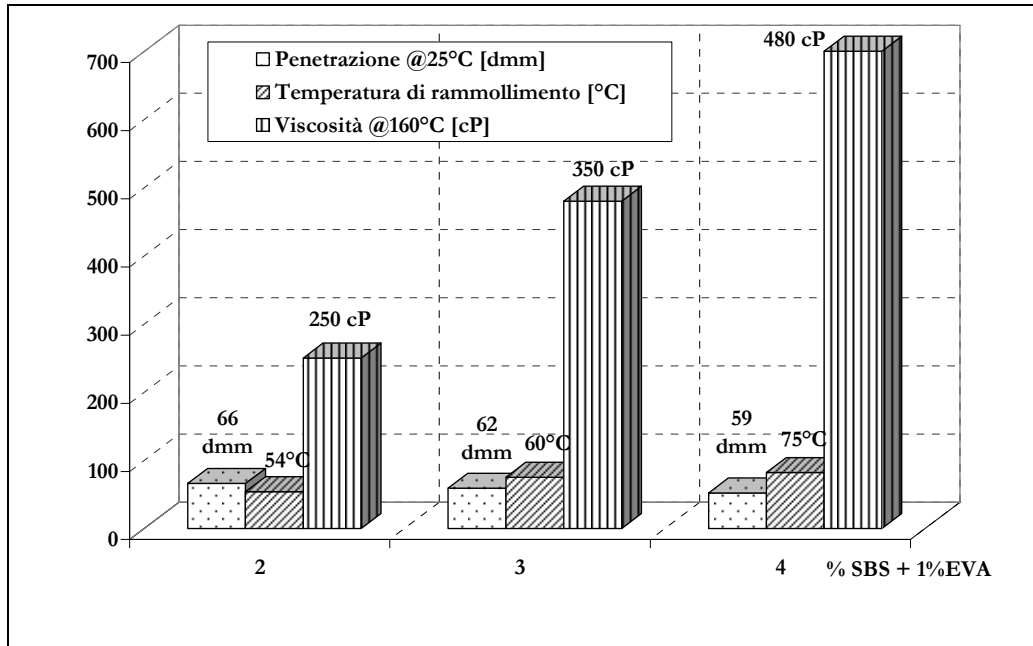 Penetrazione @25°C [dmm]
Temperatura di rammollimento [°C]
Viscosità @160°C [cP]
700
600
500
400
300
200
100
0
66
dmm
54°C
250 cP
62
dmm
60°C
350 cP
59
dmm
75°C
480 cP
2
3
4
% SBS + 1%EVA